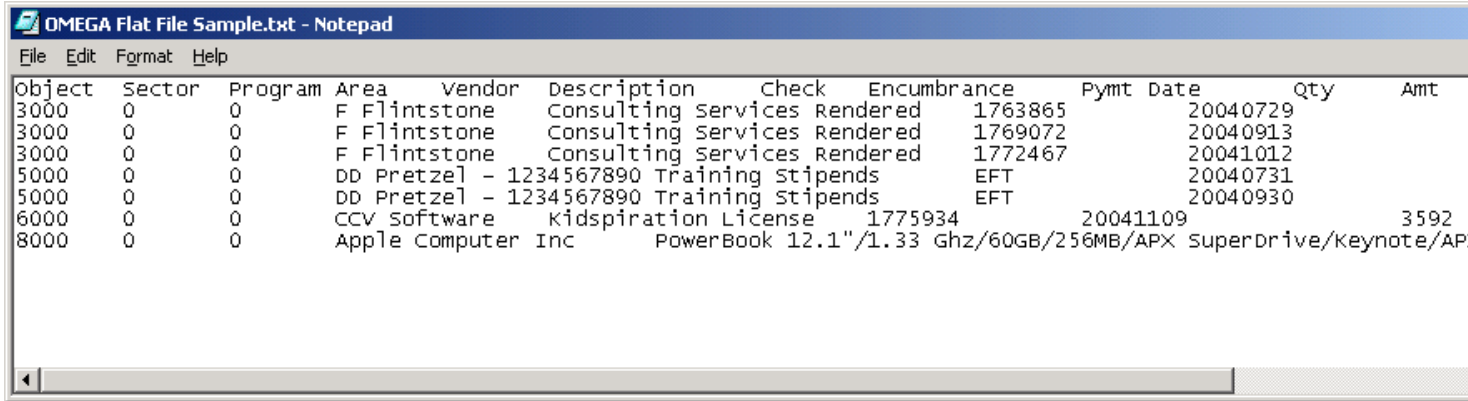 OMEGA Flat File Sample.txt - Notepad
File Edit Format Help
Object Sector Program Area Vendor Description Check Encumbrance Pymt Date Qty Amt
3000 0 0 F Flintstone Consulting Services Rendered 1763865 20040729
3000 0 0 F Flintstone Consulting Services Rendered 1769072 20040913
3000 0 0 F Flintstone Consulting Services Rendered 1772467 20041012
5000 0 0 DD Pretzel - 1234567890 Training Stipends EFT 20040731
5000 0 0 DD Pretzel - 1234567890 Training Stipends EFT 20040930
6000 0 0 CCV Software Kidspiration License 1775934 20041109 3592
8000 0 0 Apple Computer Inc PowerBook 12.1"/1.33 Ghz/60GB/256MB/APX SuperDrive/Keynote/AP